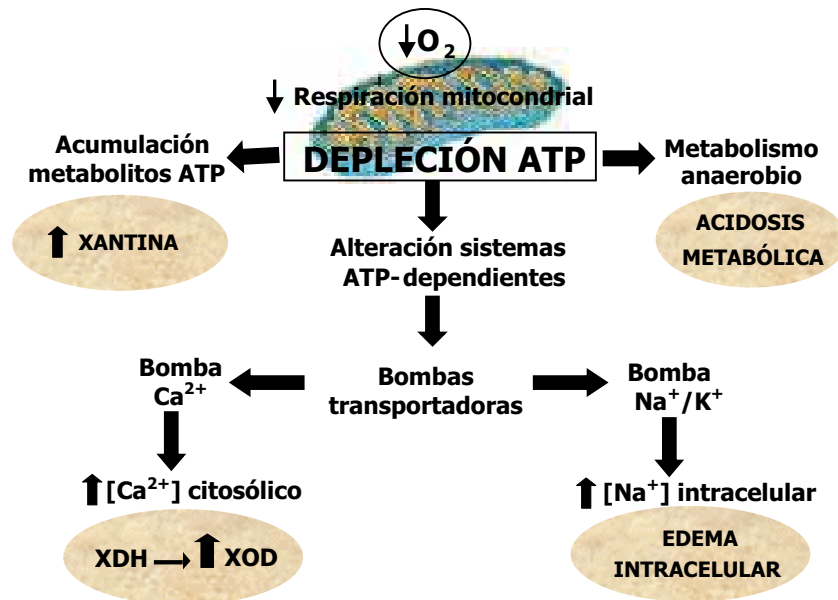 ↓O₂
↓ Respiración mitocondrial
DEPLECIÓN ATP
Acumulación
metabolitos ATP
⬆ XANTINA
Metabolismo
anaerobio
ACIDOSIS
METABÓLICA
Alteración sistemas
ATP-dependientes
Bombas
transportadoras
Bomba
Ca²⁺
⬆[Ca²⁺] citosólico
XDH → ⬆ XOD
Bomba
Na⁺/K⁺
⬆[Na⁺] intracelular
EDEMA
INTRACELULAR